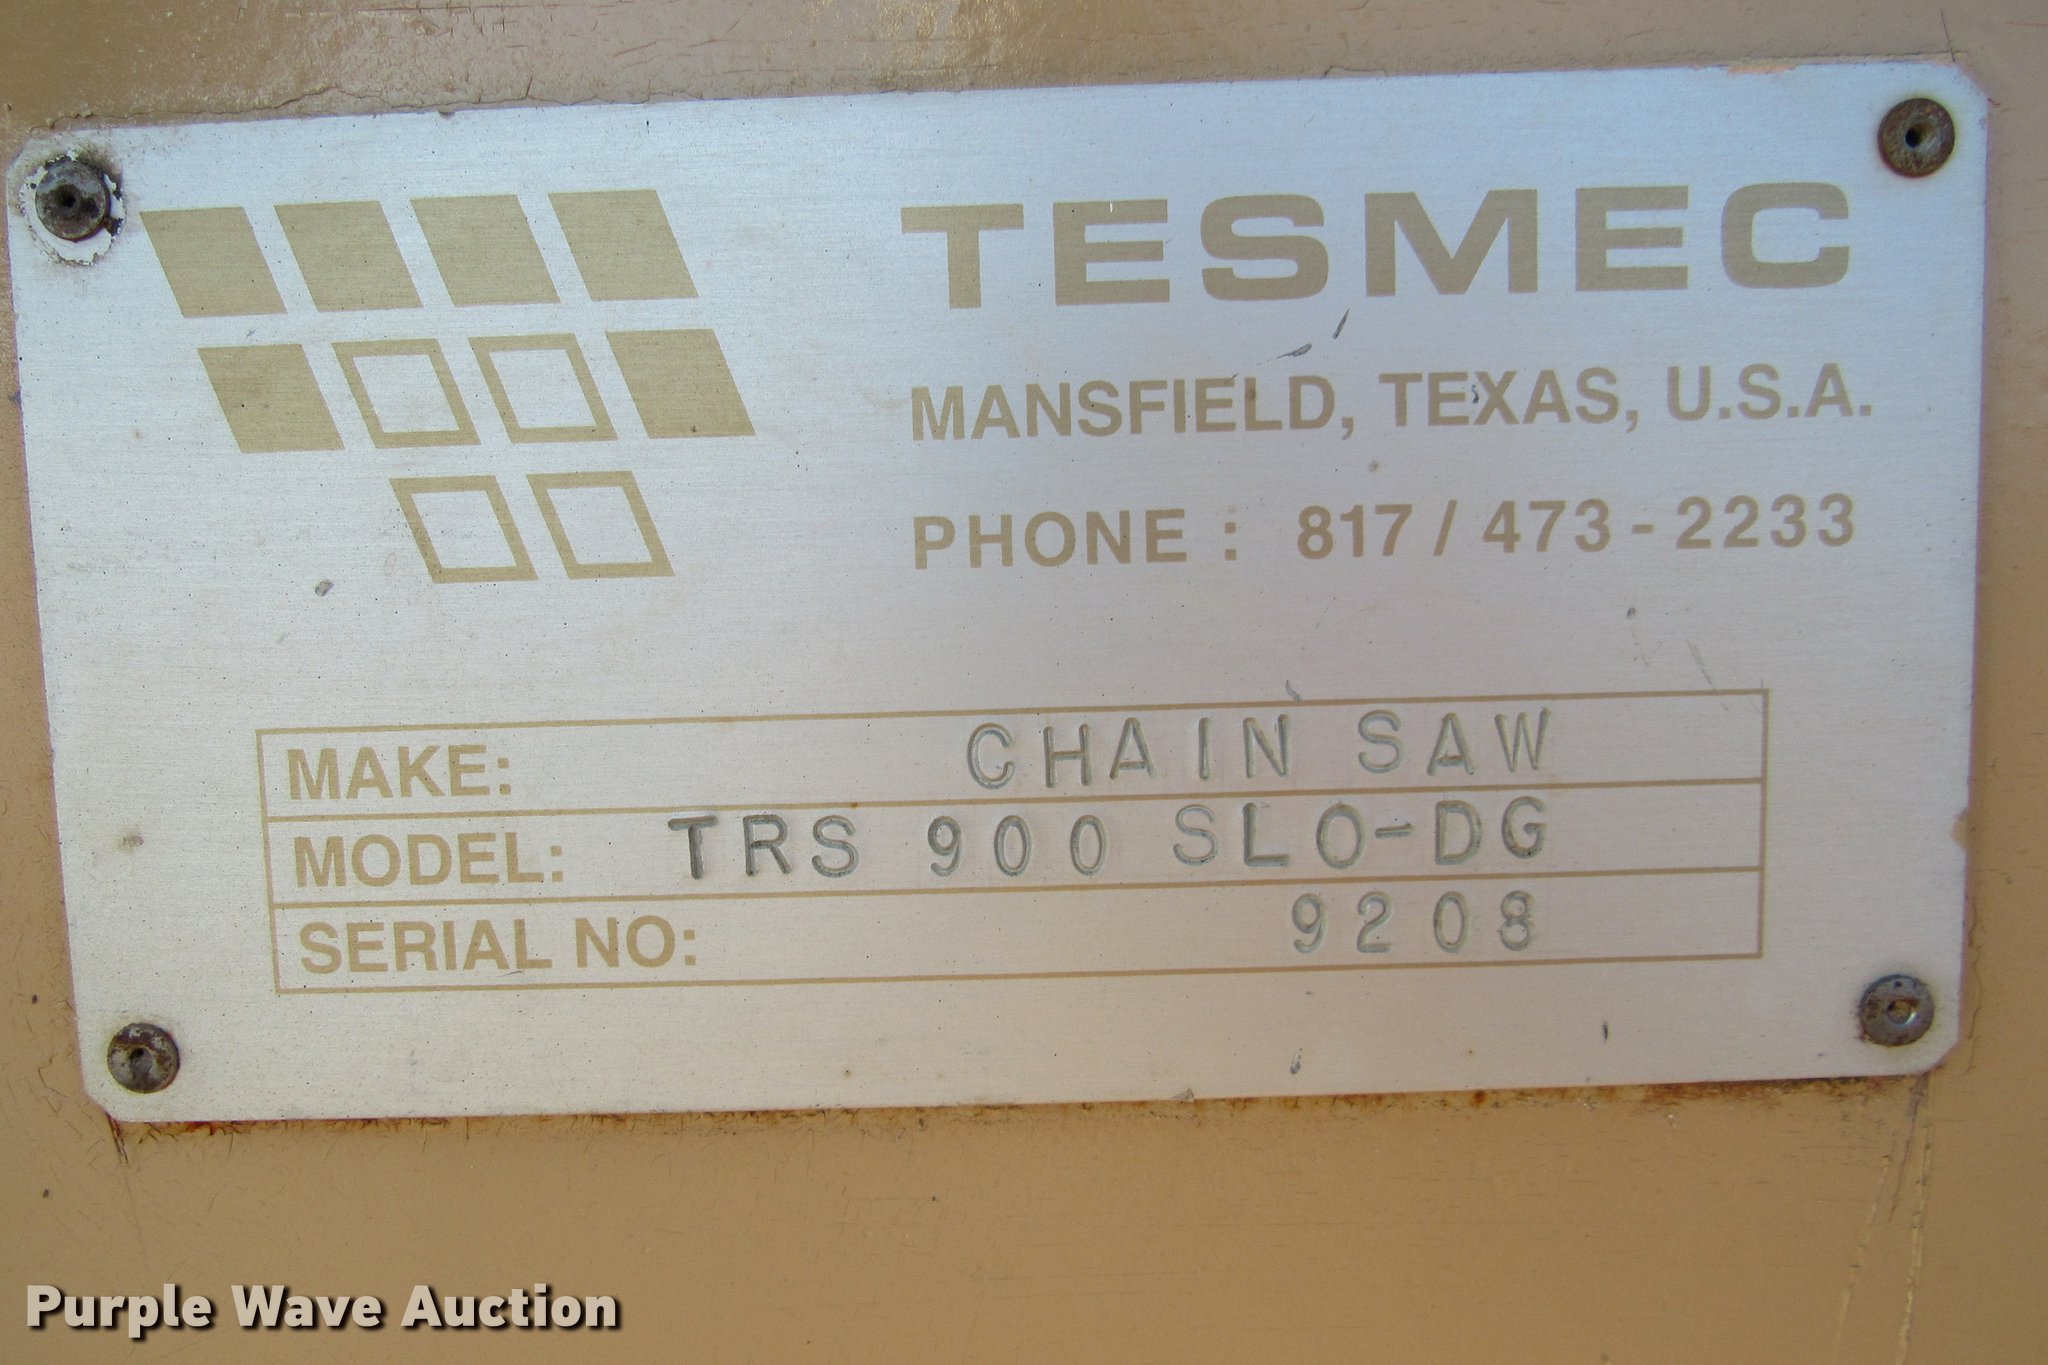 TESMEC
MANSFIELD, TEXAS, U.S.A.
PHONE : 817 / 473 - 2233
MAKE: CHAIN SAW
MODEL: TRS 900 SLO-DG
SERIAL NO: 9208
Purple Wave Auction